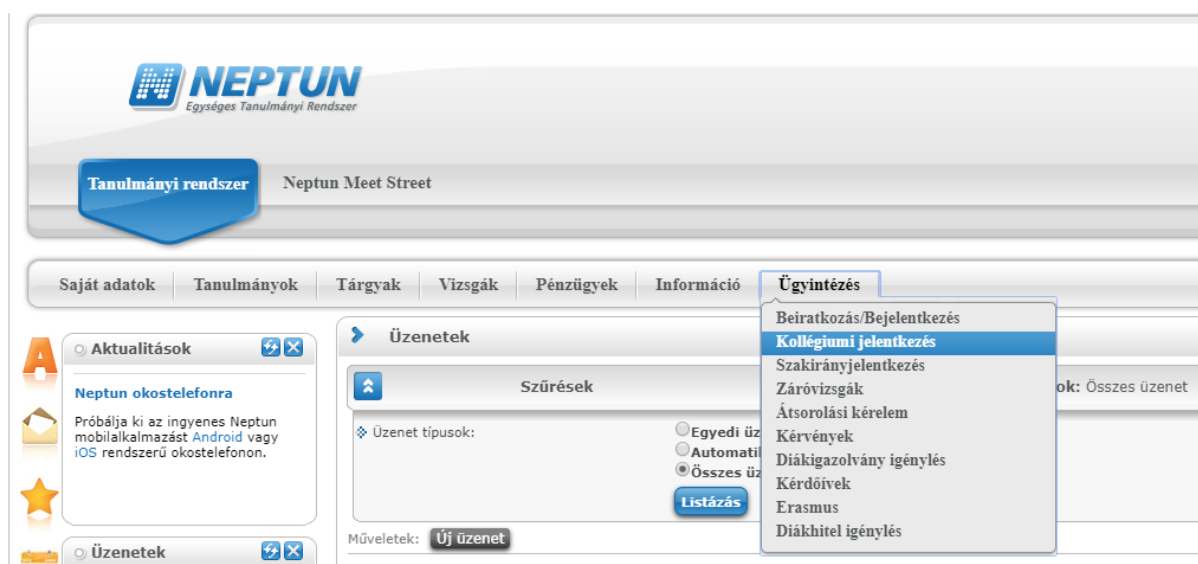 NEPTUN
Egységes Tanulmányi Rendszer
Tanulmányi rendszer Neptun Meet Street
Saját adatok Tanulmányok Tárgyak Vizsgák Pénzügyek Információ Ügyintézés
Beiratkozás/Bejelentkezés
Kollégiumi jelentkezés
Szakirányjelentkezés
Záróvizsgák
Átsorolási kérelem
Kérvények
Diákigazolvány igénylés
Kérdőívek
Erasmus
Diákhitel igénylés
Aktualitások
Neptun okostelefonra
Próbálja ki az ingyenes Neptun
mobilalkalmazást Android vagy
iOS rendszerű okostelefonon.
Üzenetek
Üzenetek
Szűrések ok: Összes üzenet
Üzenet típusok:
Egyedi üz
Automati
Összes üz
Listázás
Műveletek: Új üzenet